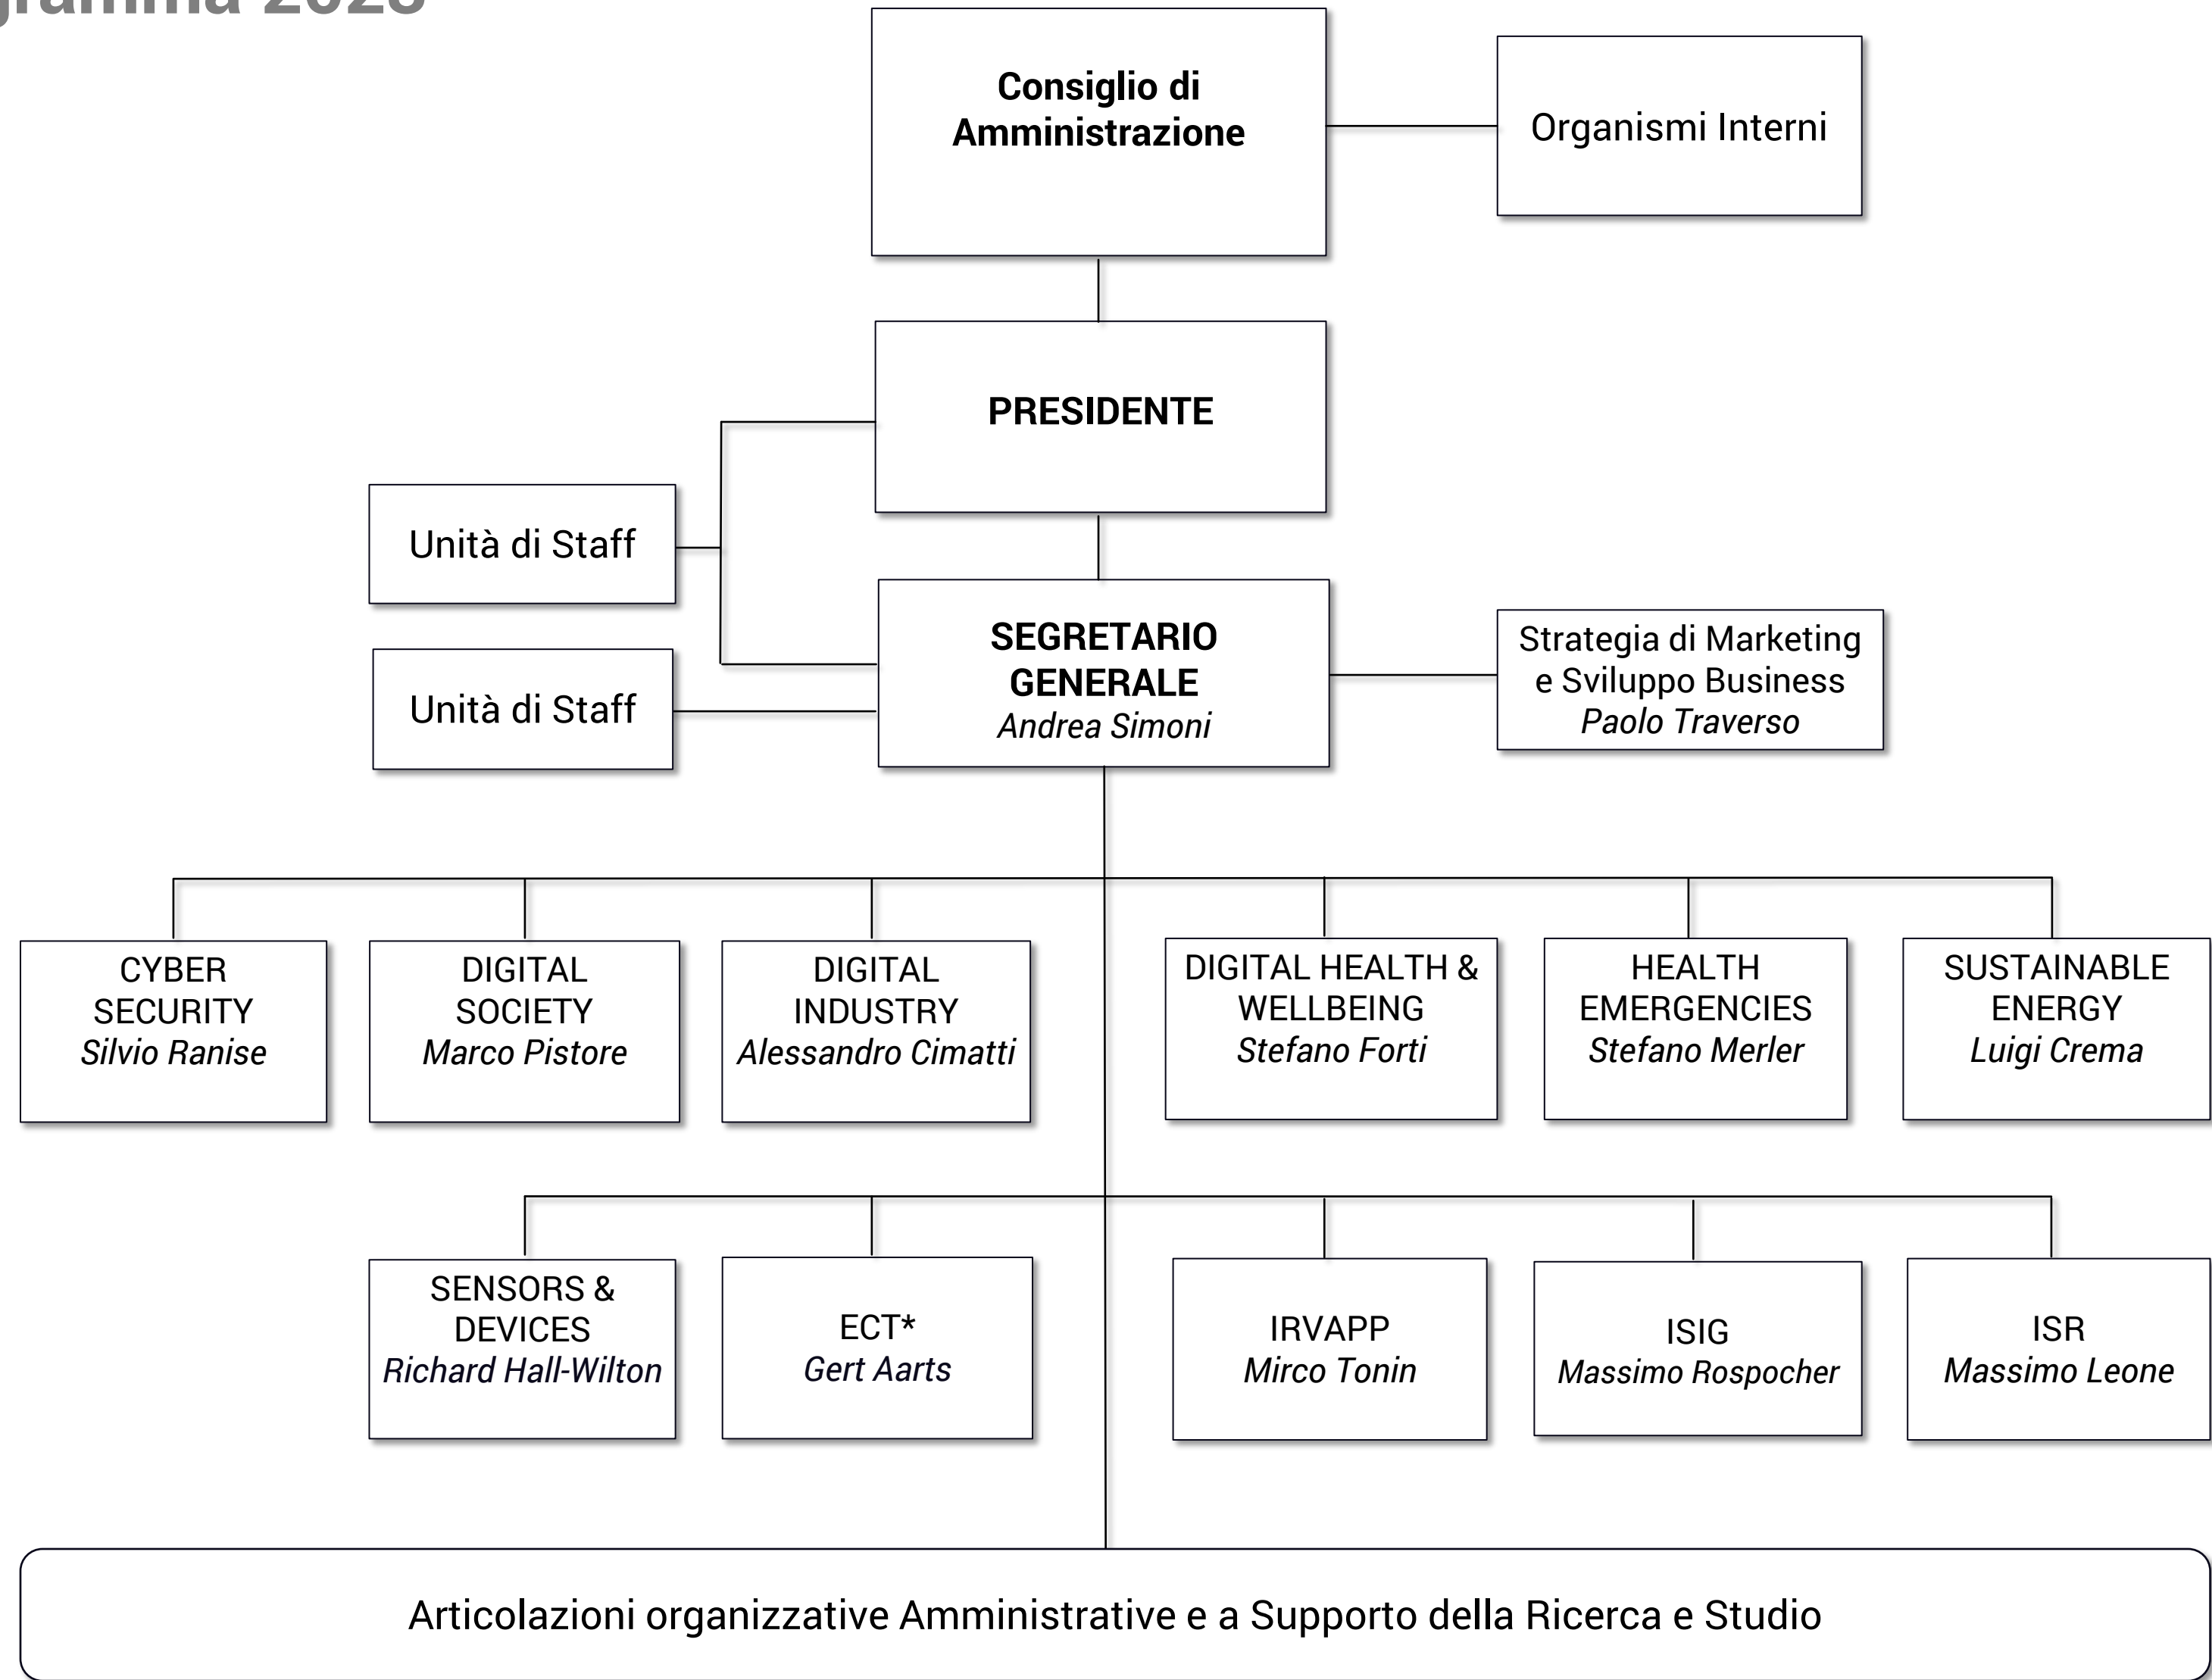 gramma 2023
Consiglio di
Amministrazione
Organismi Interni
PRESIDENTE
Unità di Staff
SEGRETARIO
GENERALE
Andrea Simoni
Unità di Staff
Strategia di Marketing
e Sviluppo Business
Paolo Traverso
CYBER
SECURITY
Silvio Ranise
DIGITAL
SOCIETY
Marco Pistore
DIGITAL
INDUSTRY
Alessandro Cimatti
DIGITAL HEALTH &
WELLBEING
Stefano Forti
HEALTH
EMERGENCIES
Stefano Merler
SUSTAINABLE
ENERGY
Luigi Crema
SENSORS &
DEVICES
Richard Hall-Wilton
ECT*
Gert Aarts
IRVAPP
Mirco Tonin
ISIG
Massimo Rospocher
ISR
Massimo Leone
Articolazioni organizzative Amministrative e a Supporto della Ricerca e Studio